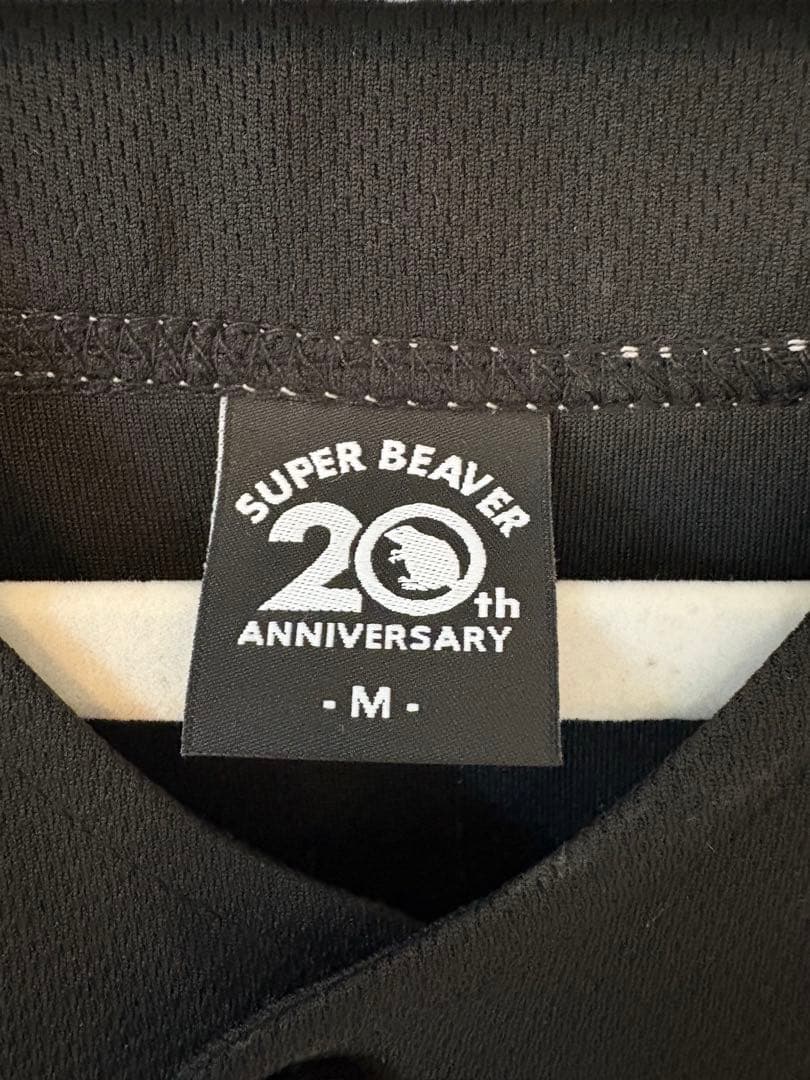 SUPER BEAVER
20th
ANNIVERSARY
- M -